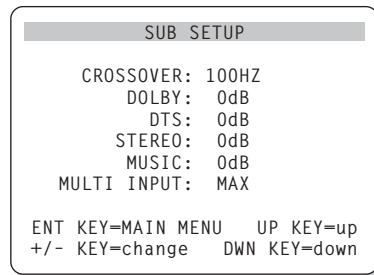 SUB SETUP
CROSSOVER: 100HZ
DOLBY: 0dB
DTS: 0dB
STEREO: 0dB
MUSIC: 0dB
MULTI INPUT: MAX
ENT KEY=MAIN MENU UP KEY=up
+/- KEY=change DWN KEY=down